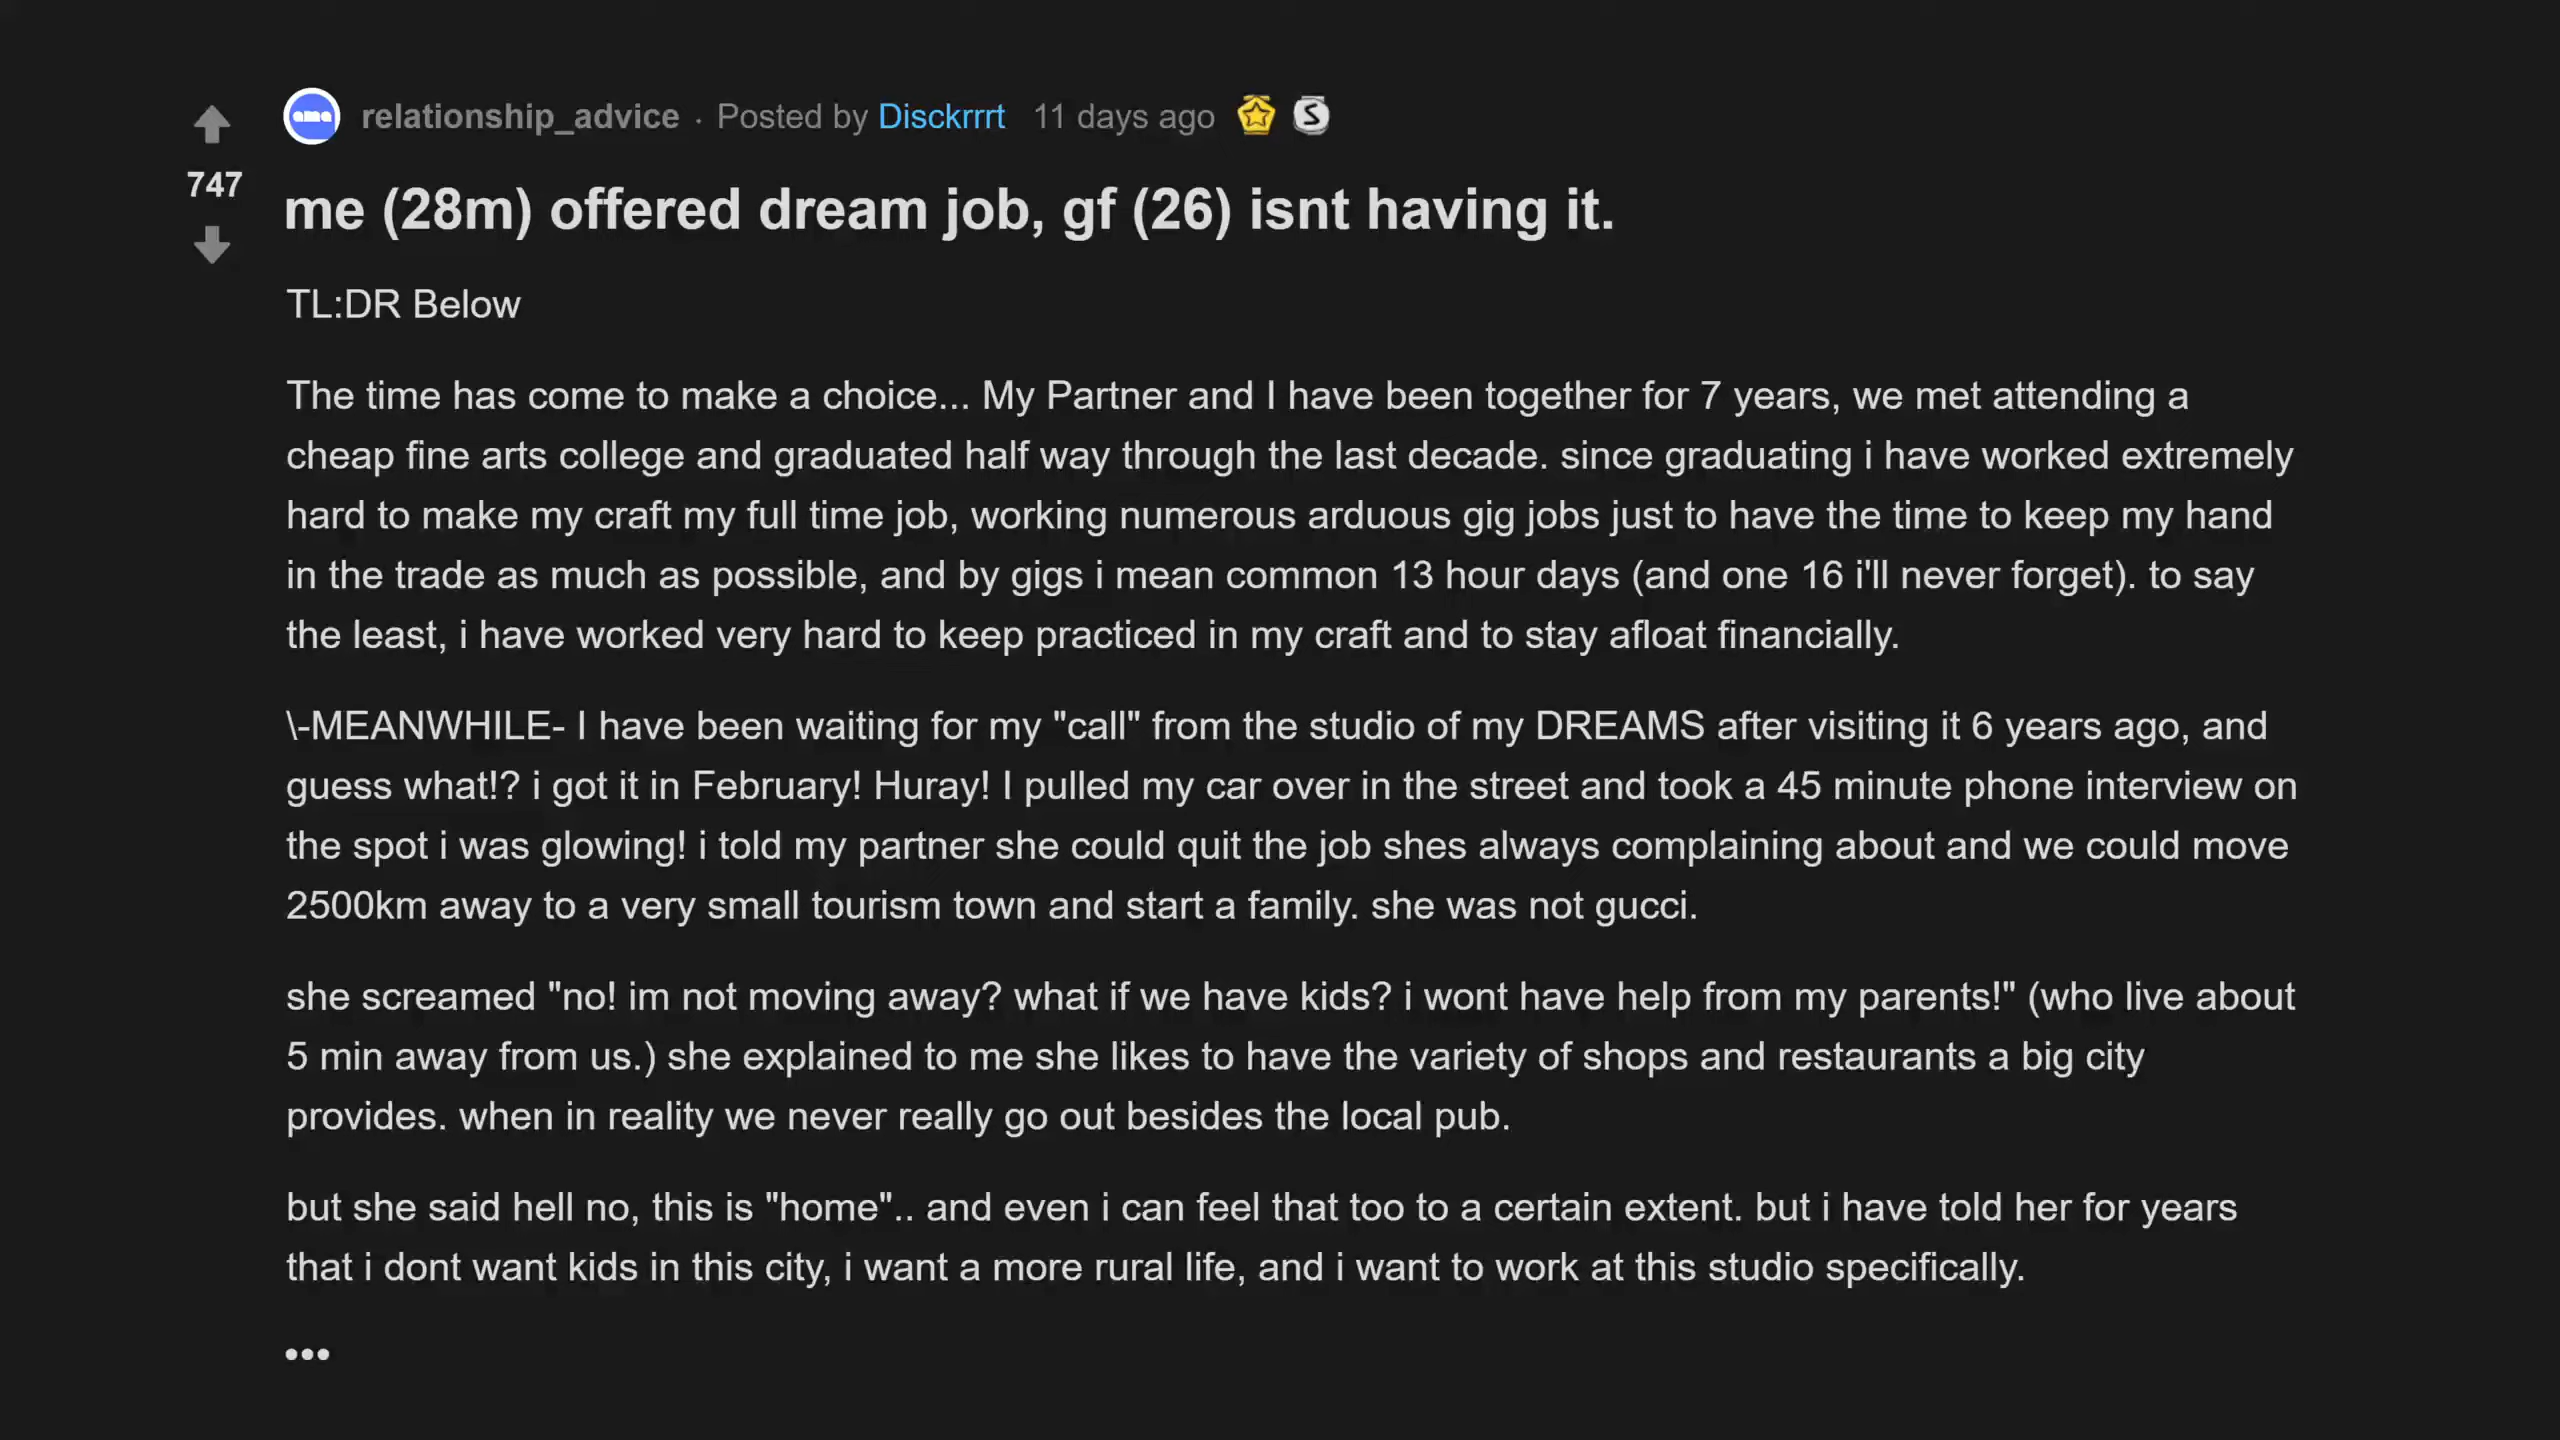 ama relationship_advice · Posted by Disckrrrt 11 days ago S
747
me (28m) offered dream job, gf (26) isnt having it.
TL:DR Below
The time has come to make a choice... My Partner and I have been together for 7 years, we met attending a
cheap fine arts college and graduated half way through the last decade. since graduating i have worked extremely
hard to make my craft my full time job, working numerous arduous gig jobs just to have the time to keep my hand
in the trade as much as possible, and by gigs i mean common 13 hour days (and one 16 i'll never forget). to say
the least, i have worked very hard to keep practiced in my craft and to stay afloat financially.
\-MEANWHILE- I have been waiting for my "call" from the studio of my DREAMS after visiting it 6 years ago, and
guess what!? i got it in February! Huray! I pulled my car over in the street and took a 45 minute phone interview on
the spot i was glowing! i told my partner she could quit the job shes always complaining about and we could move
2500km away to a very small tourism town and start a family. she was not gucci.
she screamed "no! im not moving away? what if we have kids? i wont have help from my parents!" (who live about
5 min away from us.) she explained to me she likes to have the variety of shops and restaurants a big city
provides. when in reality we never really go out besides the local pub.
but she said hell no, this is "home".. and even i can feel that too to a certain extent. but i have told her for years
that i dont want kids in this city, i want a more rural life, and i want to work at this studio specifically.
•••